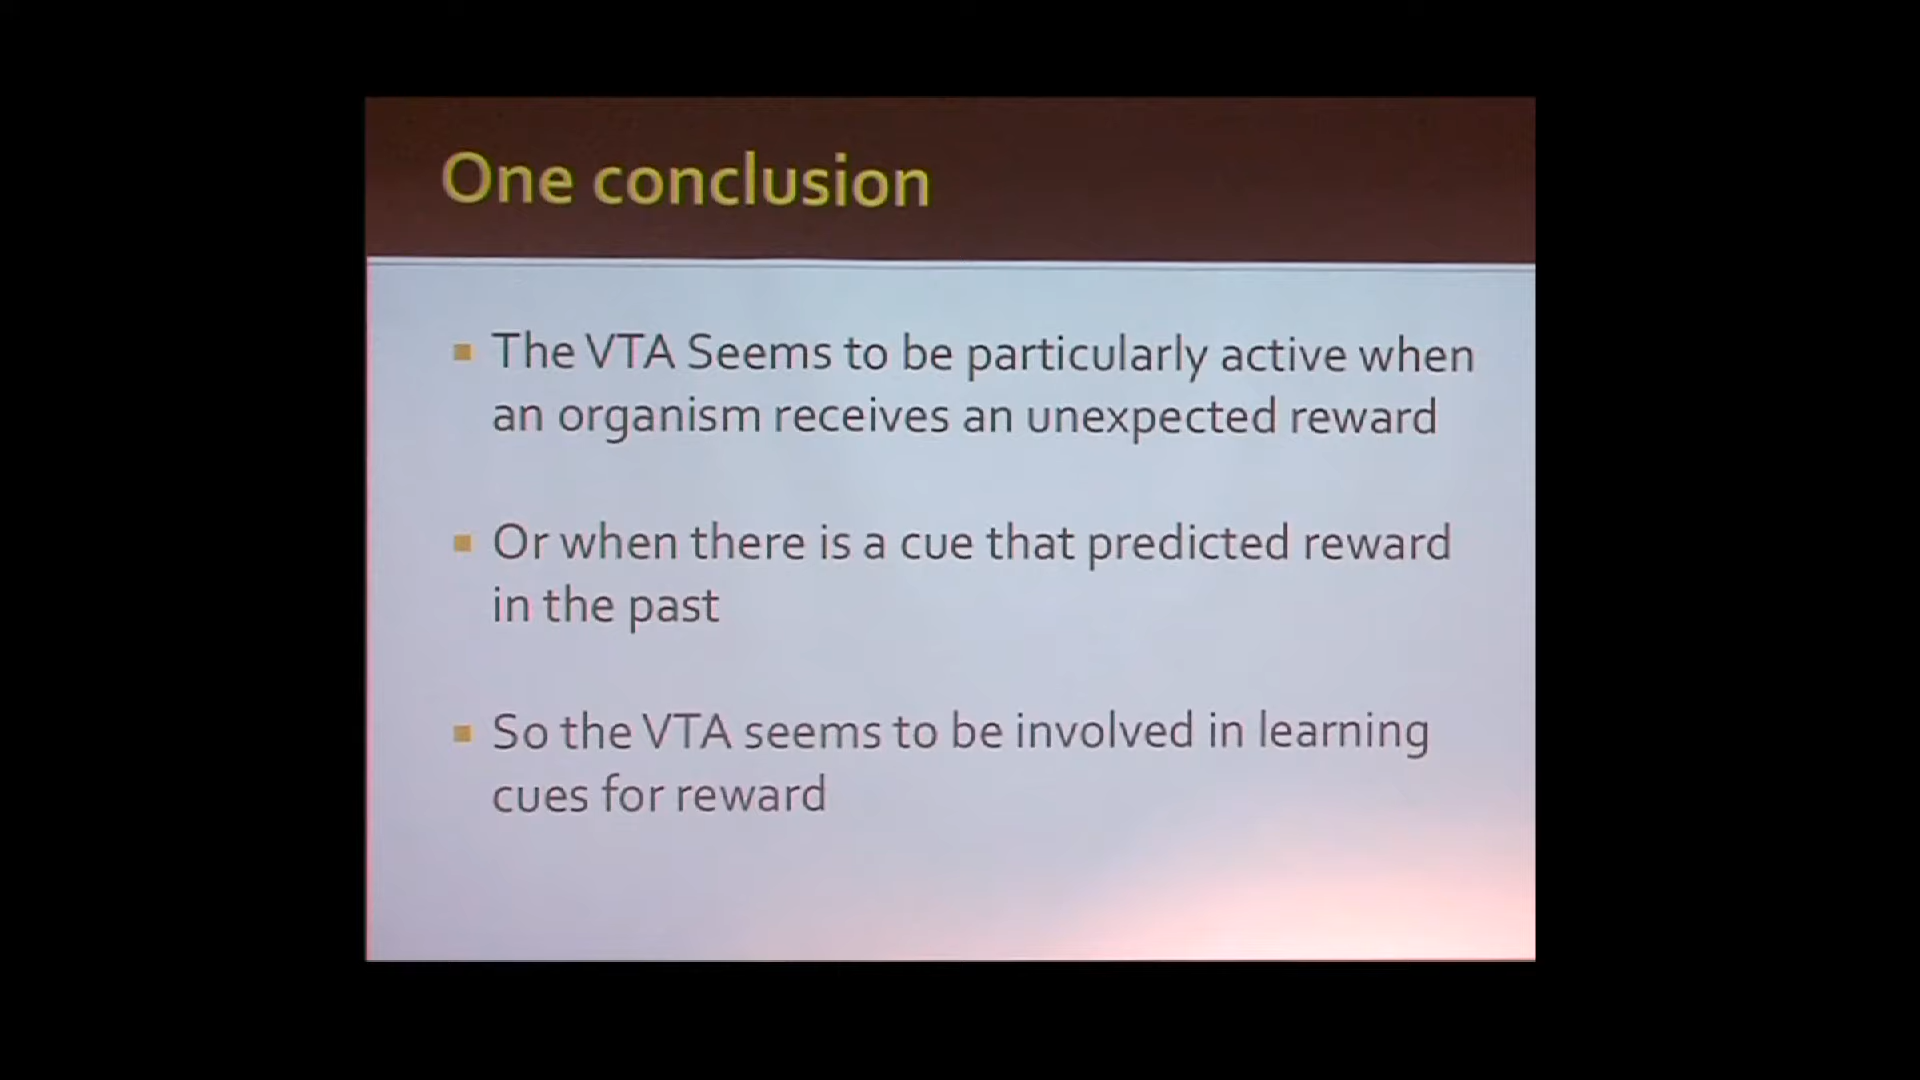 One conclusion
The VTA Seems to be particularly active when
an organism receives an unexpected reward
Or when there is a cue that predicted reward
in the past
So the VTA seems to be involved in learning
cues for reward